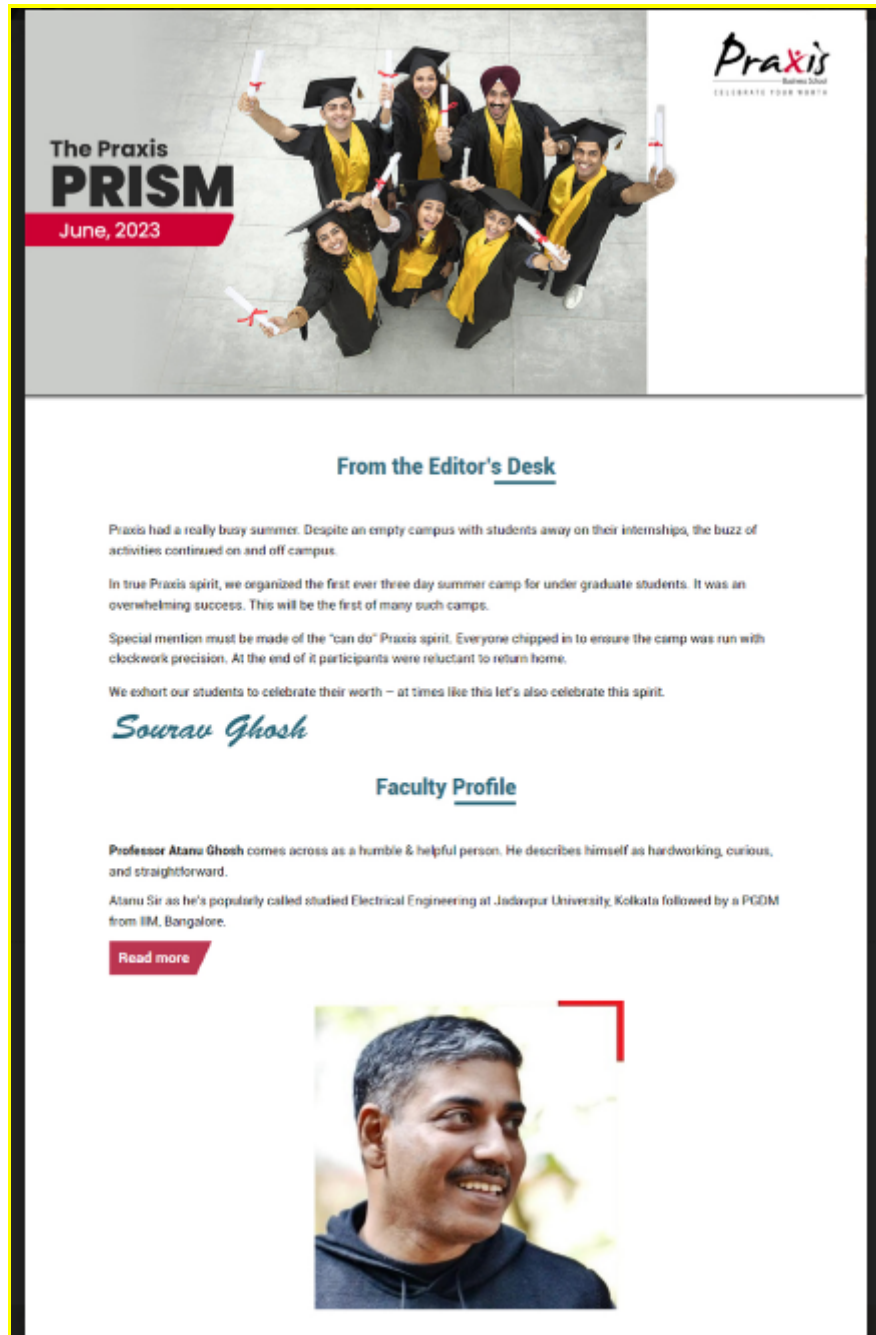 Praxis
Business School
CELEBRATE YOUR WORTH
The Praxis
PRISM
June, 2023
From the Editor's Desk
Praxis had a really busy summer. Despite an empty campus with students away on their internships, the buzz of
activities continued on and off campus.
In true Praxis spirit, we organized the first ever three day summer camp for under graduate students. It was an
overwhelming success. This will be the first of many such camps.
Special mention must be made of the "can do" Praxis spirit. Everyone chipped in to ensure the camp was run with
clockwork precision. At the end of it participants were reluctant to return home.
We exhort our students to celebrate their worth – at times like this let's also celebrate this spirit.
Sourav Ghosh
Faculty Profile
Professor Atanu Ghosh comes across as a humble & helpful person. He describes himself as hardworking, curious,
and straightforward.
Atanu Sir as he's popularly called studied Electrical Engineering at Jadavpur University, Kolkata followed by a PGDM
from IIM, Bangalore.
Read more